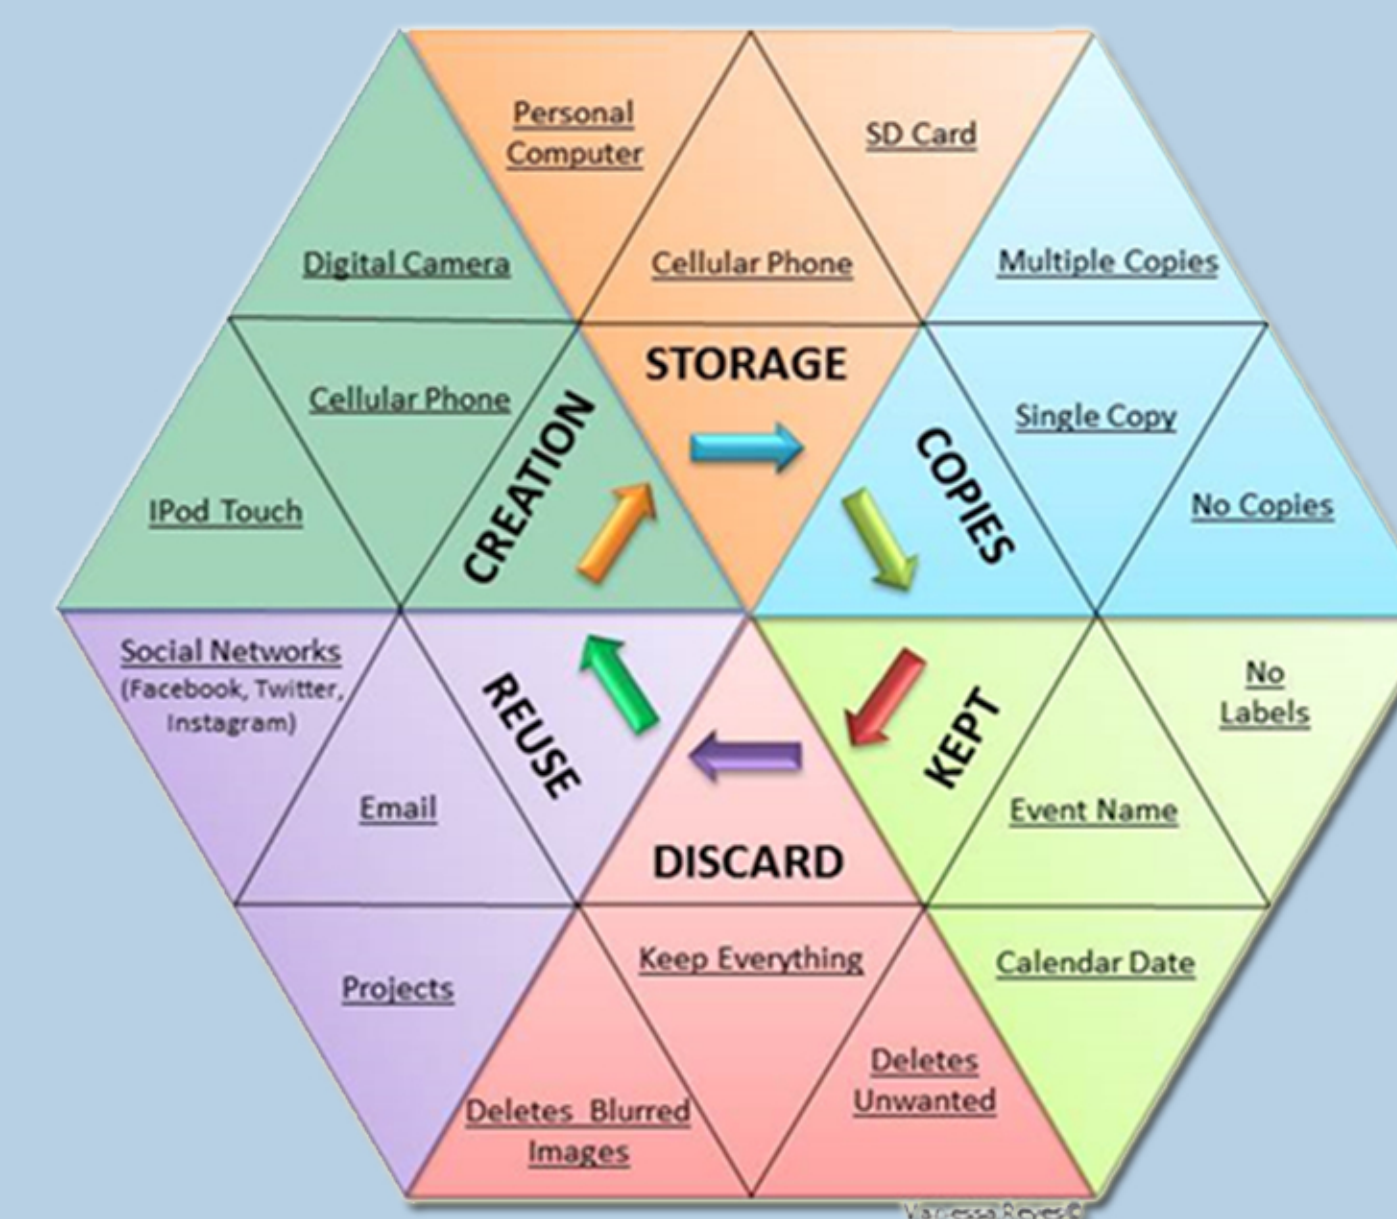 Personal
Computer
SD Card
Cellular Phone
Digital Camera
Multiple Copies
STORAGE
Cellular Phone
CREATION
IPod Touch
COPIES
Single Copy
No Copies
Social Networks
(Facebook, Twitter,
Instagram)
REUSE
Email
Projects
KEPT
No
Labels
Event Name
Calendar Date
DISCARD
Keep Everything
Deletes Blurred
Images
Deletes
Unwanted
Vanessa Reyes©